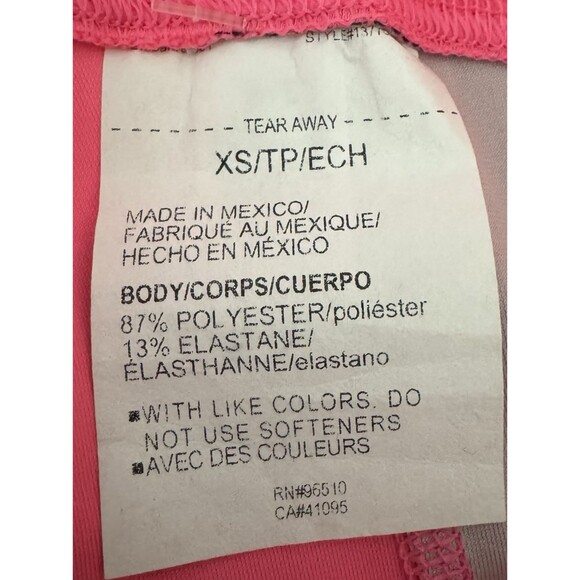 TEAR AWAY
XS/TP/ECH
MADE IN MEXICO/
FABRIQUÉ AU MEXIQUE/
HECHO EN MÉXICO
BODY/CORPS/CUERPO
87% POLYESTER/poliéster
13% ELASTANE/
ÉLASTHANNE/elastano
WITH LIKE COLORS. DO
NOT USE SOFTENERS
AVEC DES COULEURS
RN#96510
CA#41095